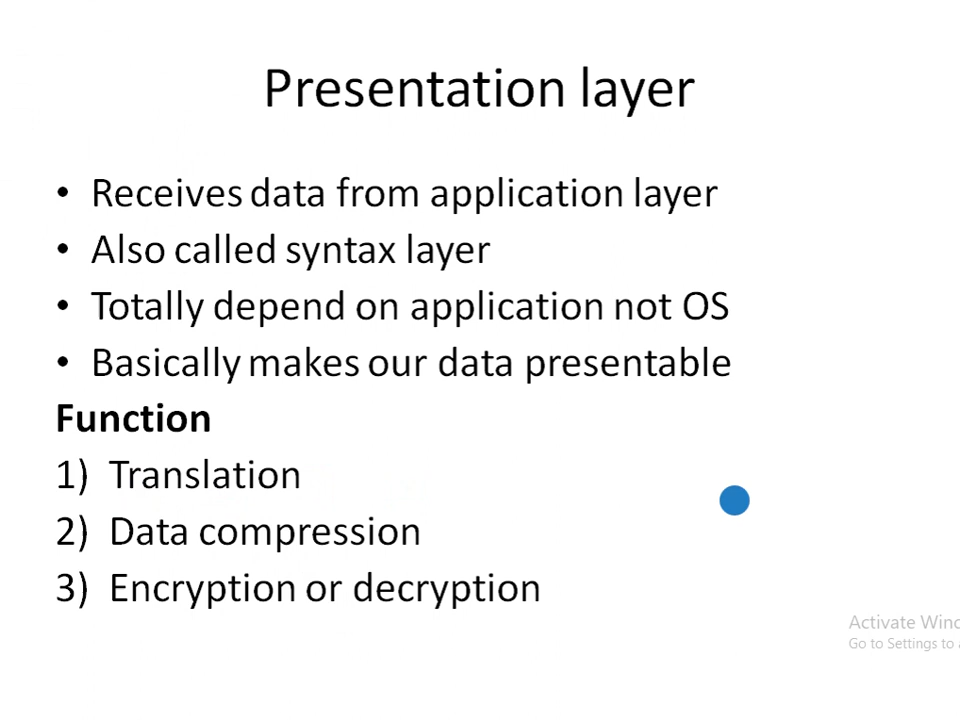 Presentation layer
• Receives data from application layer
• Also called syntax layer
• Totally depend on application not OS
• Basically makes our data presentable
Function
1) Translation
2) Data compression
3) Encryption or decryption
Activate Wind
Go to Settings to